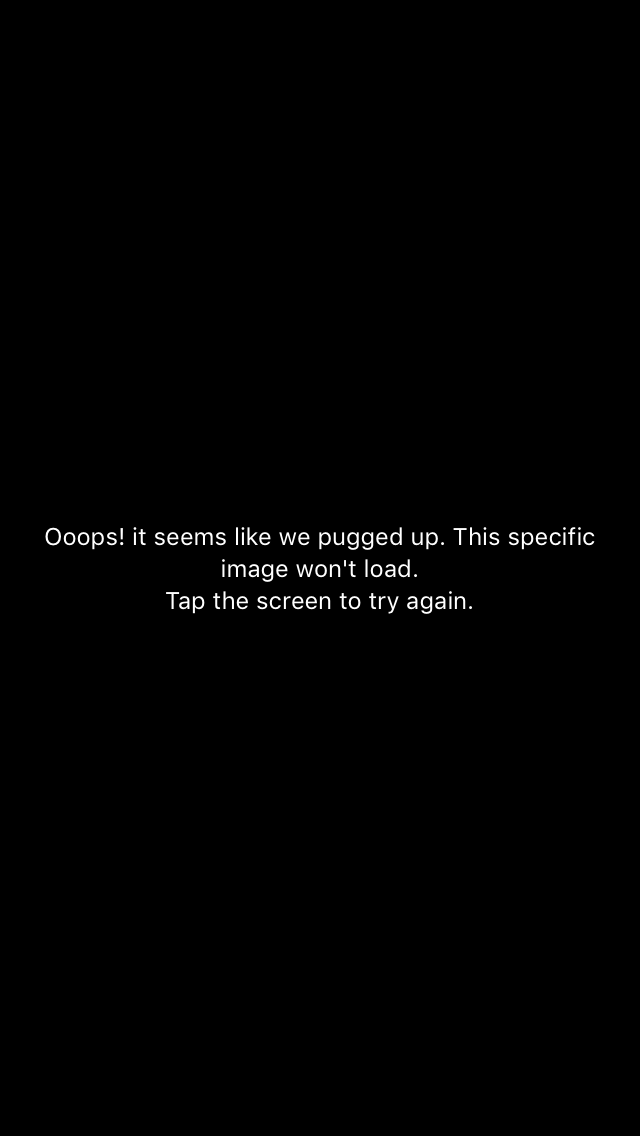 Ooops! it seems like we pugged up. This specific
image won't load.
Tap the screen to try again.